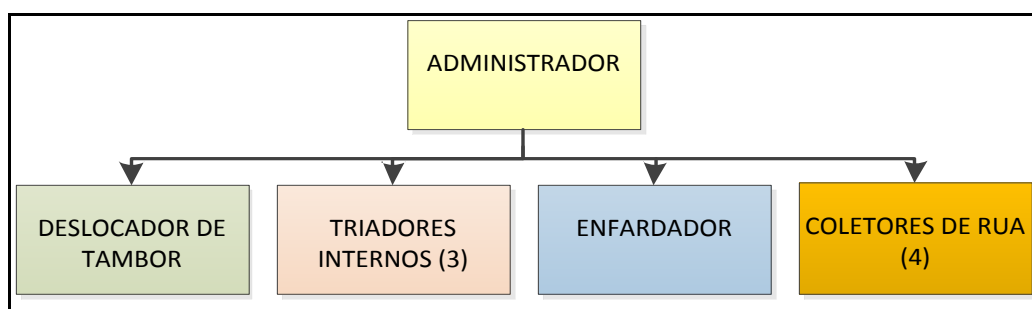 ADMINISTRADOR
DESLOCADOR DE
TAMBOR
TRIADORES
INTERNOS (3)
ENFARDADOR
COLETORES DE RUA
(4)